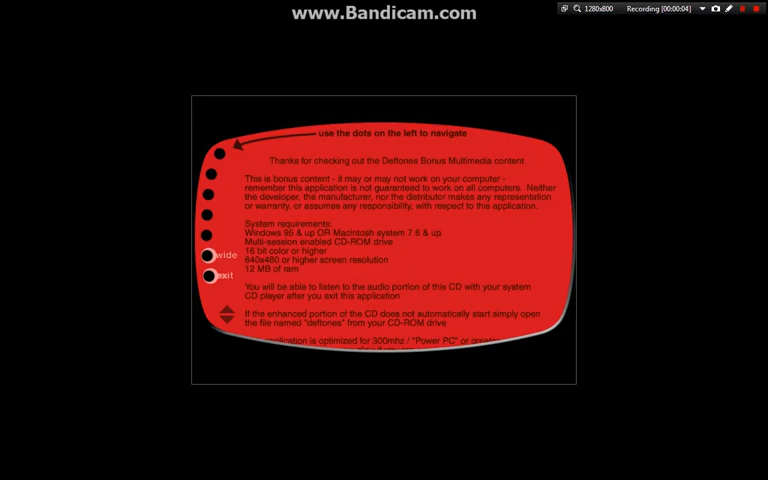 www.Bandicam.com
1280x800 Recording [00:00:04]
use the dots on the left to navigate
Thanks for checking out the Deftones Bonus Multimedia content
This is bonus content - it may or may not work on your computer -
remember this application is not guaranteed to work on all computers. Neither
the developer, the manufacturer, nor the distributor makes any representation
or warranty, or assumes any responsibility, with respect to this application.
System requirements:
Windows 95 & up OR Macintosh system 7.6 & up
Multi-session enabled CD-ROM drive
16 bit color or higher
wide
640x480 or higher screen resolution
12 MB of ram
exit
You will be able to listen to the audio portion of this CD with your system
CD player after you exit this application
If the enhanced portion of the CD does not automatically start simply open
the file named "deftones" from your CD-ROM drive
is optimized for 300mhz / "Power PC" or